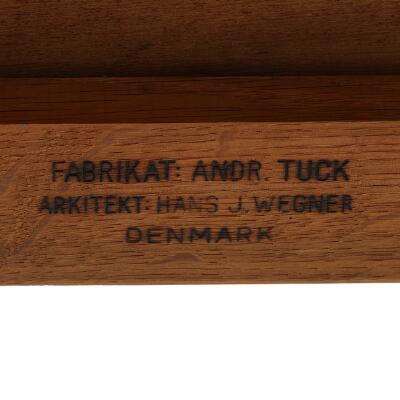 FABRIKAT: ANDR. TUCK
ARKITEKT: HANS J. WEGNER
DENMARK